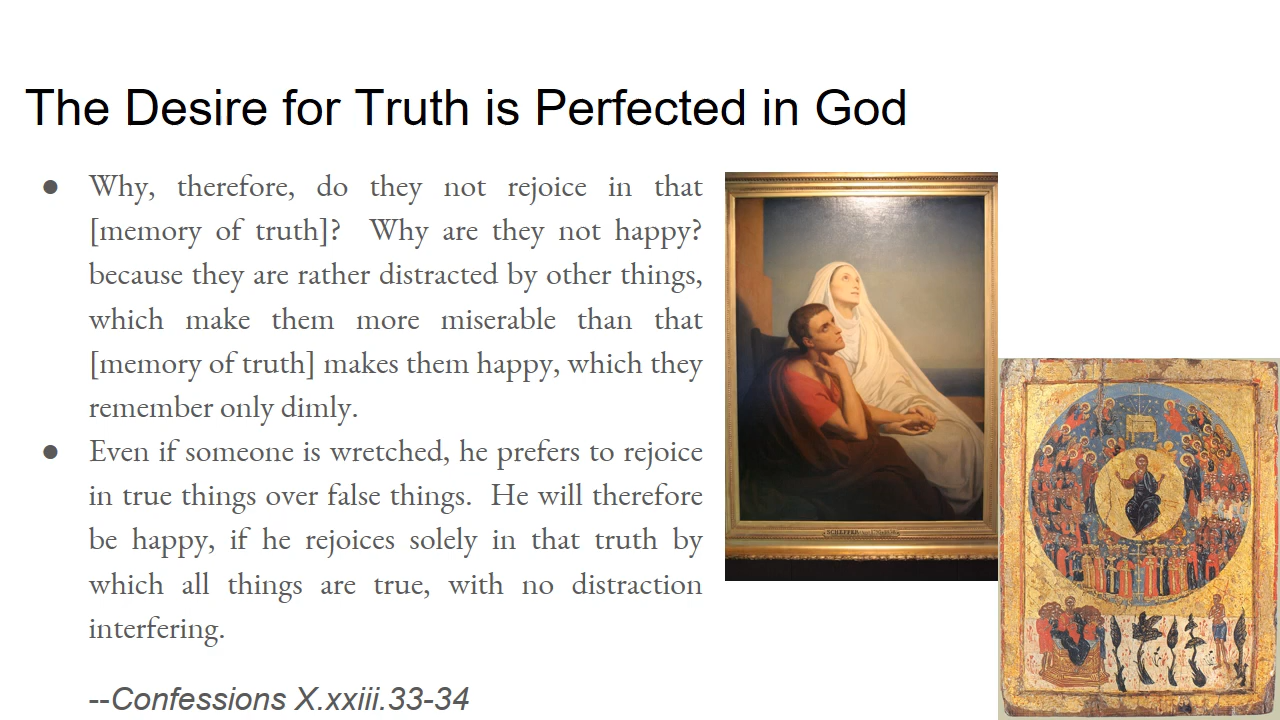 The Desire for Truth is Perfected in God
● Why, therefore, do they not rejoice in that
[memory of truth]?  Why are they not happy?
because they are rather distracted by other things,
which make them more miserable than that
[memory of truth] makes them happy, which they
remember only dimly.
● Even if someone is wretched, he prefers to rejoice
in true things over false things.  He will therefore
be happy, if he rejoices solely in that truth by
which all things are true, with no distraction
interfering.
--Confessions X.xxiii.33-34
SCHEFFER